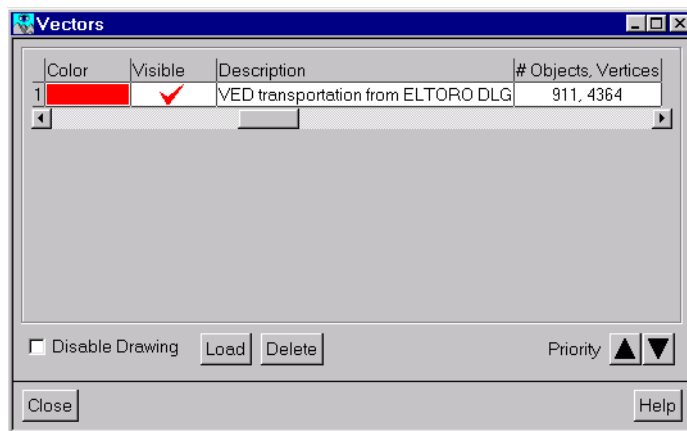 Vectors
Color Visible Description # Objects, Vertices
1 VED transportation from ELTORO DLG 911, 4364
Disable Drawing Load Delete Priority
Close Help